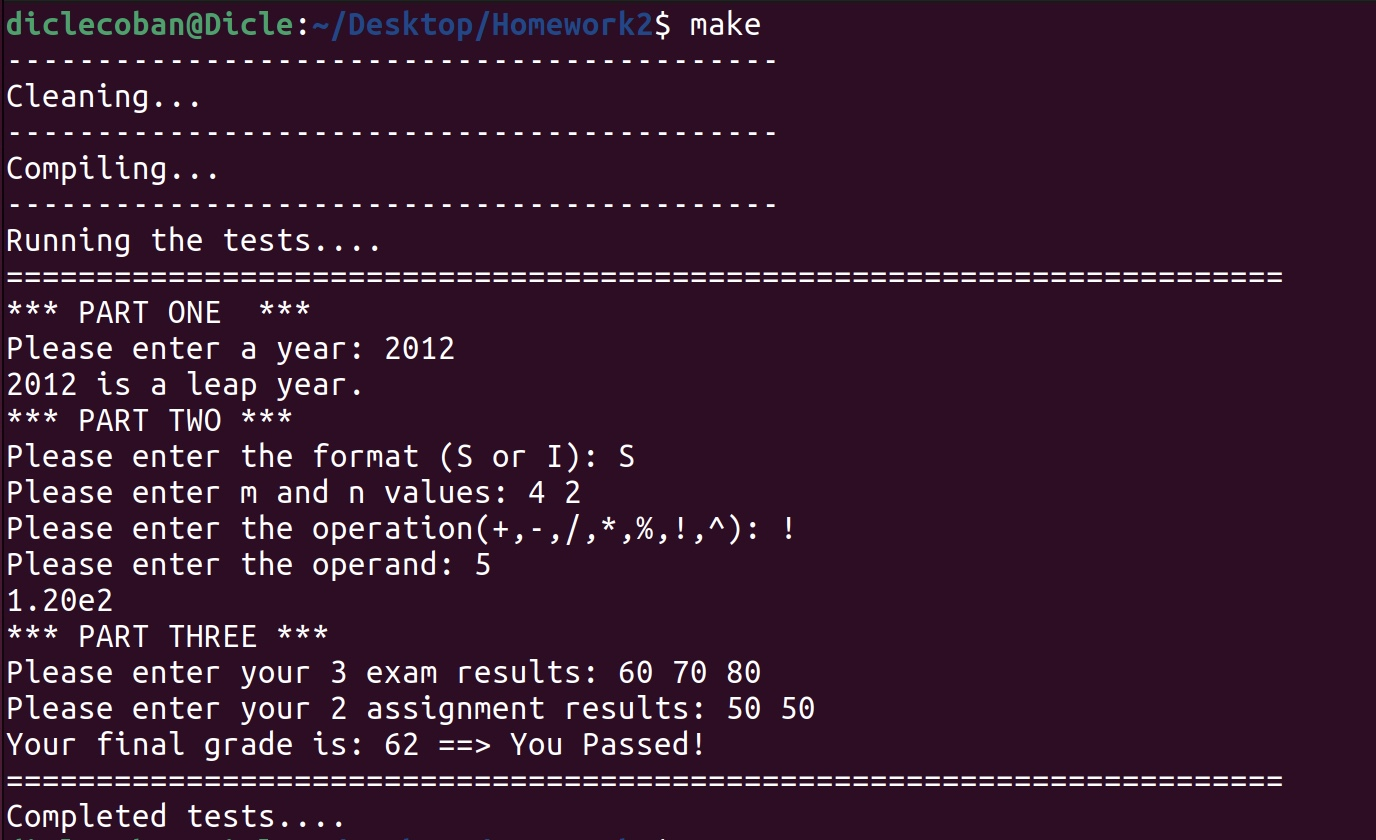 diclecoban@Dicle:~/Desktop/Homework2$ make
-------------------------------------------
Cleaning...
-------------------------------------------
Compiling...
-------------------------------------------
Running the tests....
=======================================================================
*** PART ONE  ***
Please enter a year: 2012
2012 is a leap year.
*** PART TWO ***
Please enter the format (S or I): S
Please enter m and n values: 4 2
Please enter the operation(+,-,/,*,%,!,^): !
Please enter the operand: 5
1.20e2
*** PART THREE ***
Please enter your 3 exam results: 60 70 80
Please enter your 2 assignment results: 50 50
Your final grade is: 62 ==> You Passed!
=======================================================================
Completed tests....